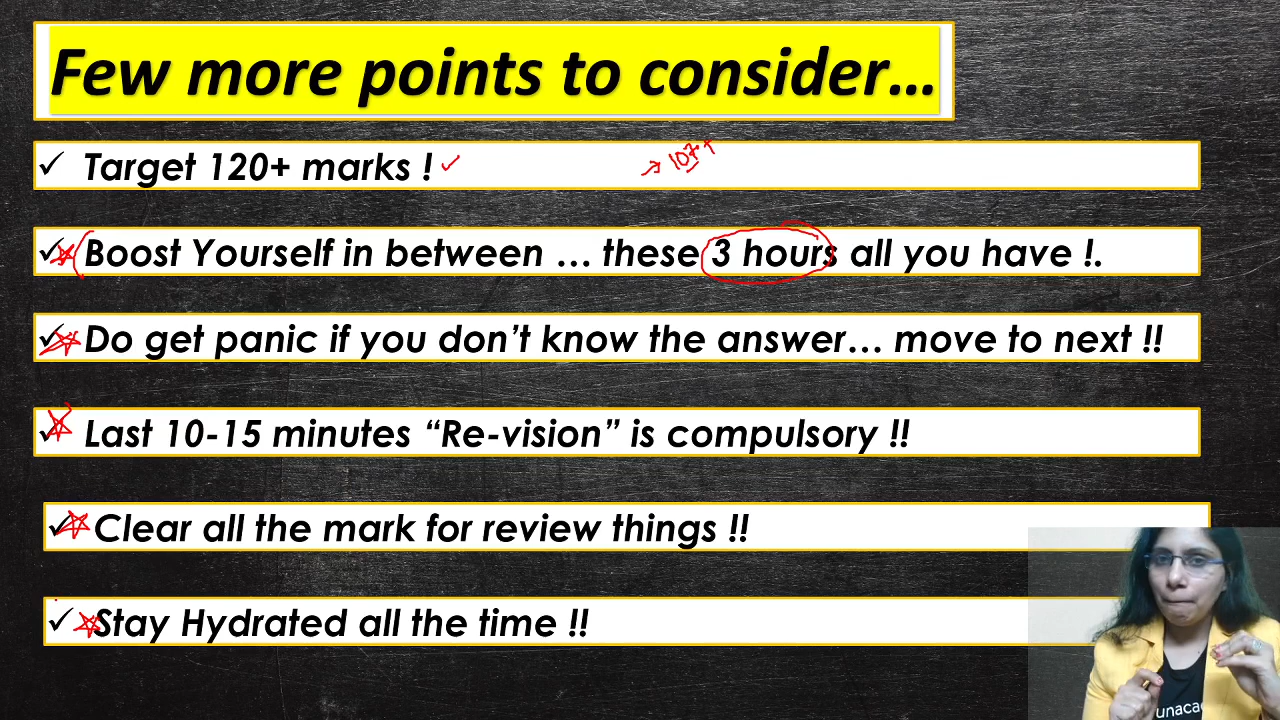 Few more points to consider...
✓ Target 120+ marks !
→ 107+
✓ Boost Yourself in between ... these 3 hours all you have !.
✓ Do get panic if you don't know the answer... move to next !!
✓ Last 10-15 minutes “Re-vision” is compulsory !!
✓ Clear all the mark for review things !!
✓ Stay Hydrated all the time !!
unaca